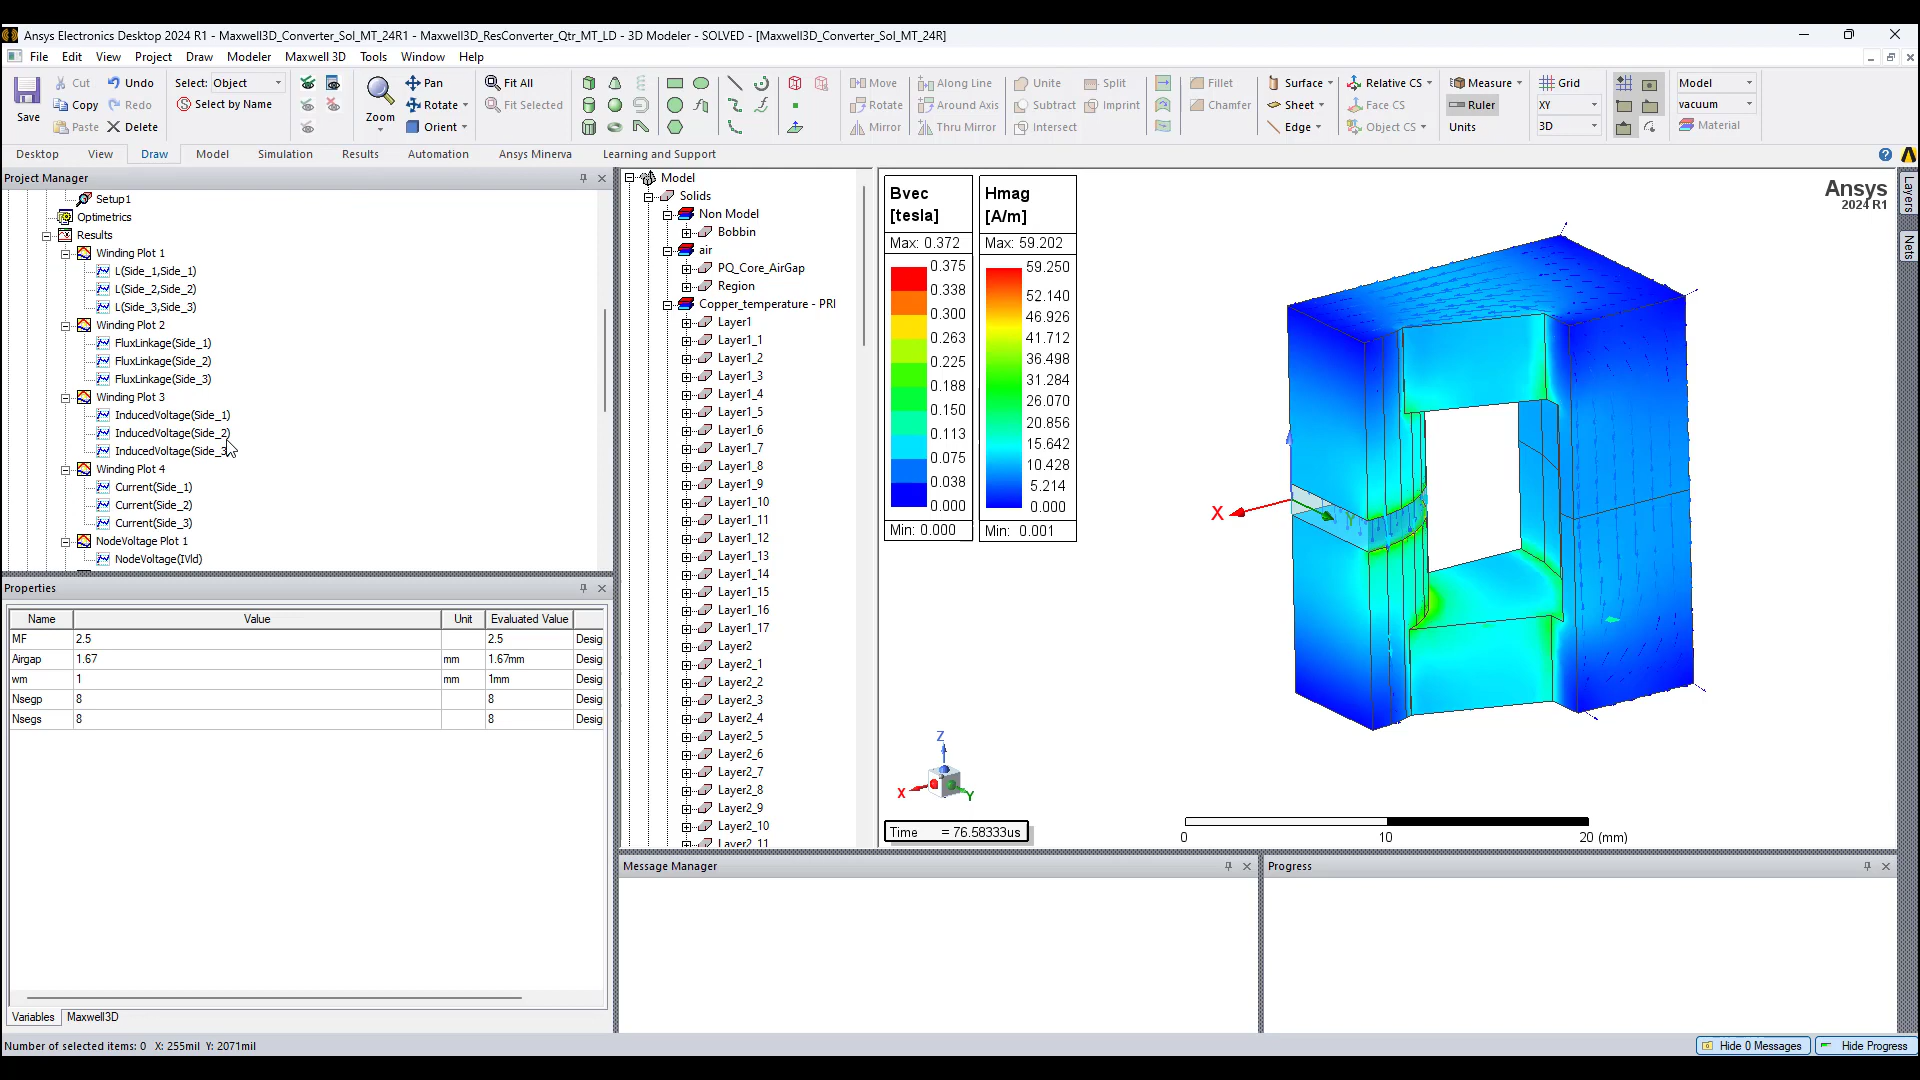 Ansys Electronics Desktop 2024 R1 - Maxwell3D_Converter_Sol_MT_24R1 - Maxwell3D_ResConverter_Qtr_MT_LD - 3D Modeler - SOLVED - [Maxwell3D_Converter_Sol_MT_24R]
File Edit View Project Draw Modeler Maxwell 3D Tools Window Help
Save
Cut Undo
Copy Redo
Paste Delete
Select: Object
Select by Name
Zoom
Pan
Rotate
Orient
Fit All
Fit Selected
Move Along Line Unite Split Fillet Surface Relative CS Measure Grid Model
Rotate Around Axis Subtract Imprint Chamfer Sheet Face CS Ruler XY vacuum
Mirror Thru Mirror Intersect Edge Object CS Units 3D Material
Desktop View Draw Model Simulation Results Automation Ansys Minerva Learning and Support
Project Manager
Setup1
Optimetrics
Results
Winding Plot 1
L(Side_1,Side_1)
L(Side_2,Side_2)
L(Side_3,Side_3)
Winding Plot 2
FluxLinkage(Side_1)
FluxLinkage(Side_2)
FluxLinkage(Side_3)
Winding Plot 3
InducedVoltage(Side_1)
InducedVoltage(Side_2)
InducedVoltage(Side_3
Winding Plot 4
Current(Side_1)
Current(Side_2)
Current(Side_3)
NodeVoltage Plot 1
NodeVoltage(IVld)
Properties
Name Value Unit Evaluated Value
MF 2.5 2.5 Desig
Airgap 1.67 mm 1.67mm Desig
wm 1 mm 1mm Desig
Nsegp 8 8 Desig
Nsegs 8 8 Desig
Variables Maxwell3D
Model
Solids
Non Model
Bobbin
air
PQ_Core_AirGap
Region
Copper_temperature - PRI
Layer1
Layer1_1
Layer1_2
Layer1_3
Layer1_4
Layer1_5
Layer1_6
Layer1_7
Layer1_8
Layer1_9
Layer1_10
Layer1_11
Layer1_12
Layer1_13
Layer1_14
Layer1_15
Layer1_16
Layer1_17
Layer2
Layer2_1
Layer2_2
Layer2_3
Layer2_4
Layer2_5
Layer2_6
Layer2_7
Layer2_8
Layer2_9
Layer2_10
Layer2_11
Bvec
[tesla]
Max: 0.372
0.375
0.338
0.300
0.263
0.225
0.188
0.150
0.113
0.075
0.038
0.000
Min: 0.000
Hmag
[A/m]
Max: 59.202
59.250
52.140
46.926
41.712
36.498
31.284
26.070
20.856
15.642
10.428
5.214
0.000
Min: 0.001
Ansys
2024 R1
X
Y
Z
X
Y
Time = 76.58333us
0 10 20 (mm)
Layers
Nets
Message Manager
Progress
Number of selected items: 0 X: 255mil Y: 2071mil
Hide 0 Messages Hide Progress